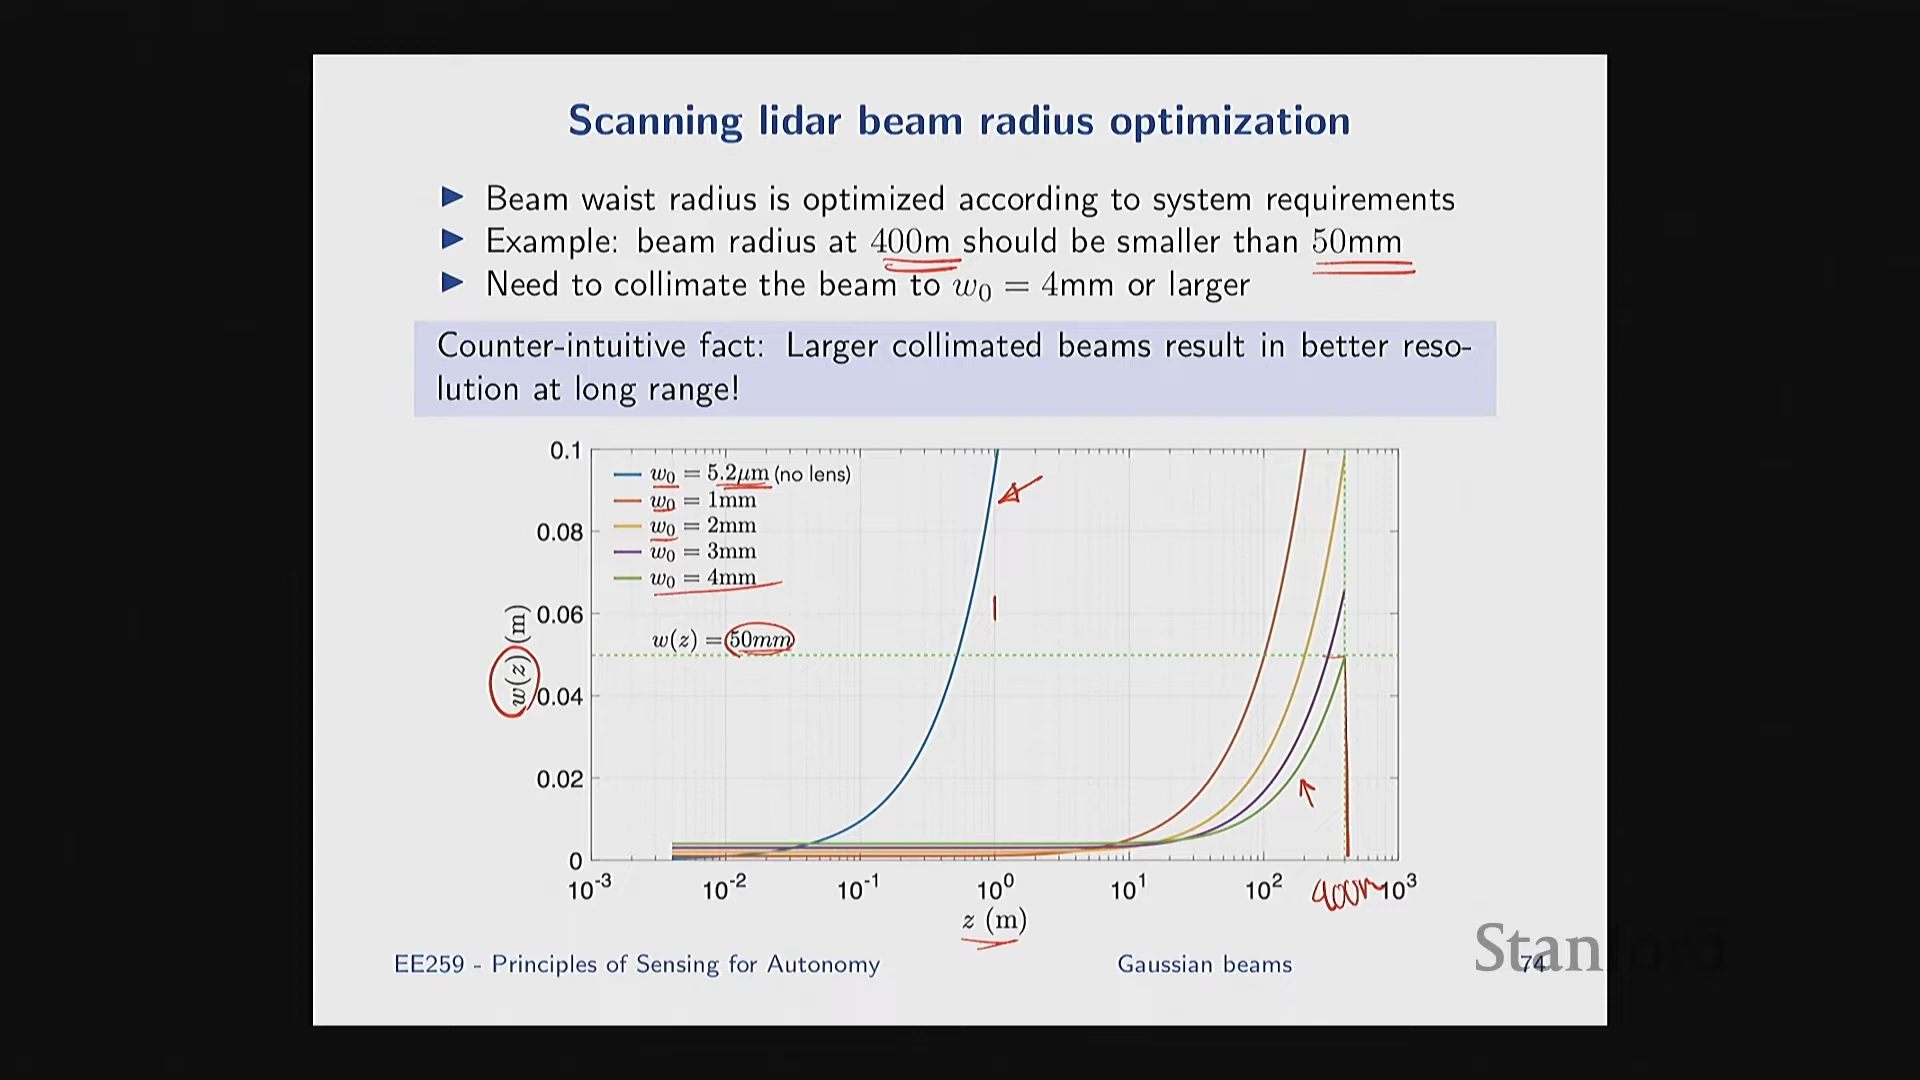 Scanning lidar beam radius optimization
Beam waist radius is optimized according to system requirements
Example: beam radius at 400m should be smaller than 50mm
Need to collimate the beam to w₀ = 4mm or larger
Counter-intuitive fact: Larger collimated beams result in better reso-
lution at long range!
0.1
0.08
0.06
0.04
0.02
0
w(z) (m)
w₀ = 5.2μm (no lens)
w₀ = 1mm
w₀ = 2mm
w₀ = 3mm
w₀ = 4mm
w(z) = 50mm
10⁻³ 10⁻² 10⁻¹ 10⁰ 10¹ 10² 400m 10³
z (m)
EE259 - Principles of Sensing for Autonomy Gaussian beams 74
Stanford